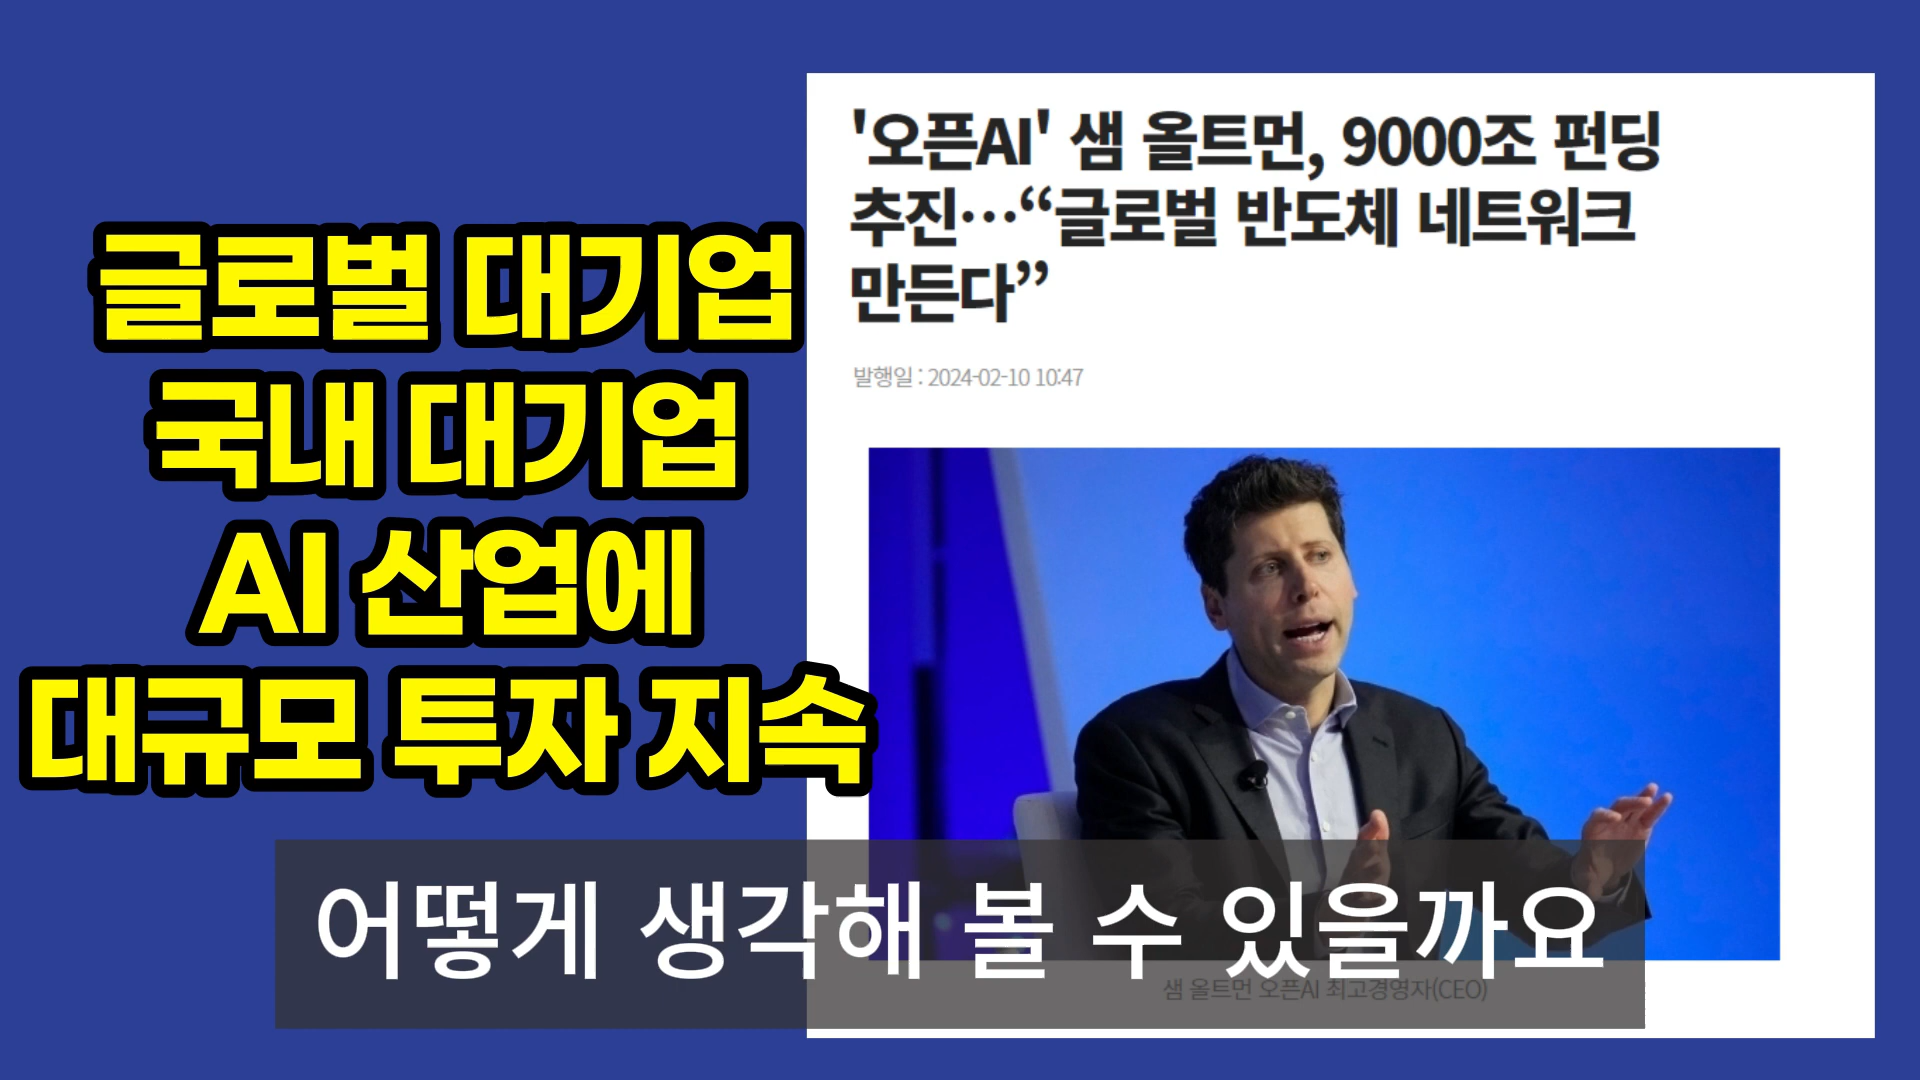 글로벌 대기업
국내 대기업
AI 산업에
대규모 투자 지속
'오픈AI' 샘 올트먼, 9000조 펀딩
추진…“글로벌 반도체 네트워크
만든다”
발행일 : 2024-02-10 10:47
샘 올트먼 오픈AI 최고경영자(CEO)
어떻게 생각해 볼 수 있을까요